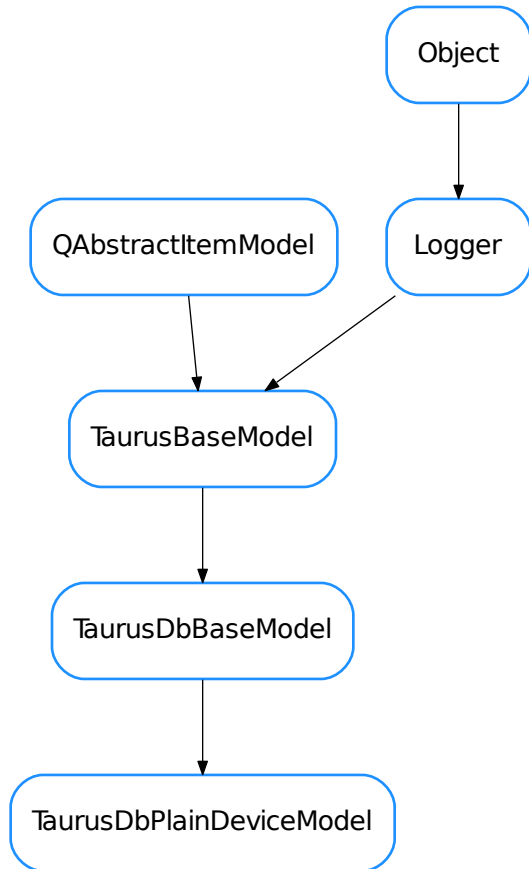 Object
QAbstractItemModel
Logger
TaurusBaseModel
TaurusDbBaseModel
TaurusDbPlainDeviceModel